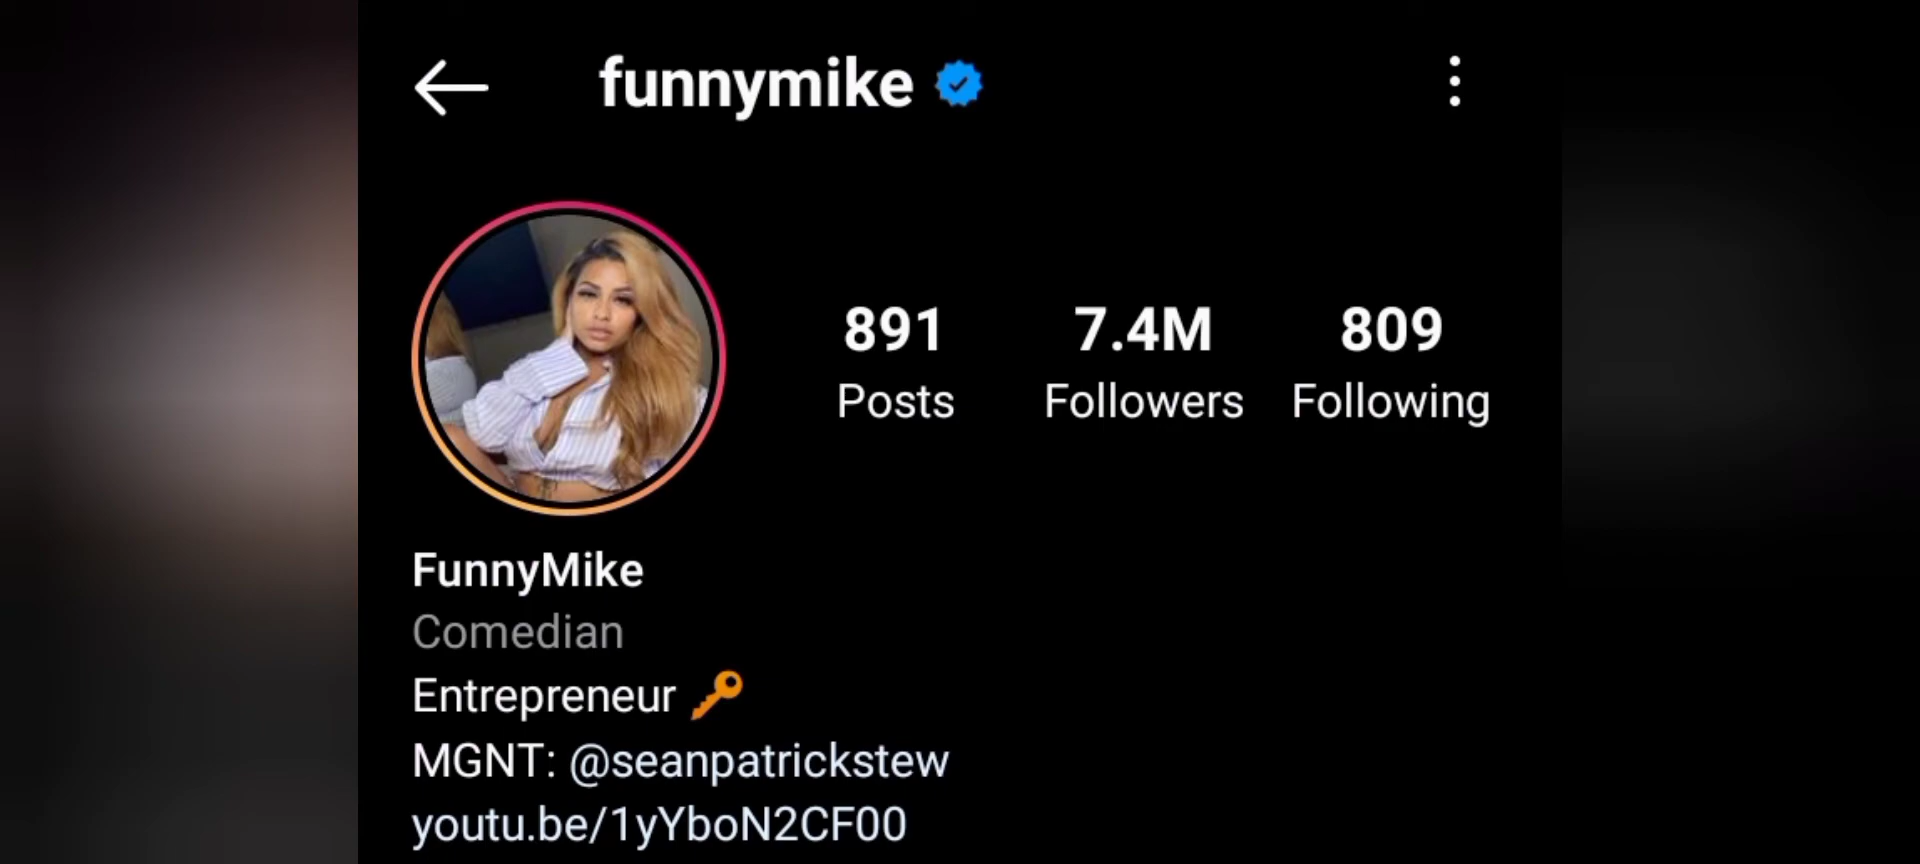 funnymike
891 7.4M 809
Posts Followers Following
FunnyMike
Comedian
Entrepreneur 🔑
MGNT: @seanpatrickstew
youtu.be/1yYboN2CF00